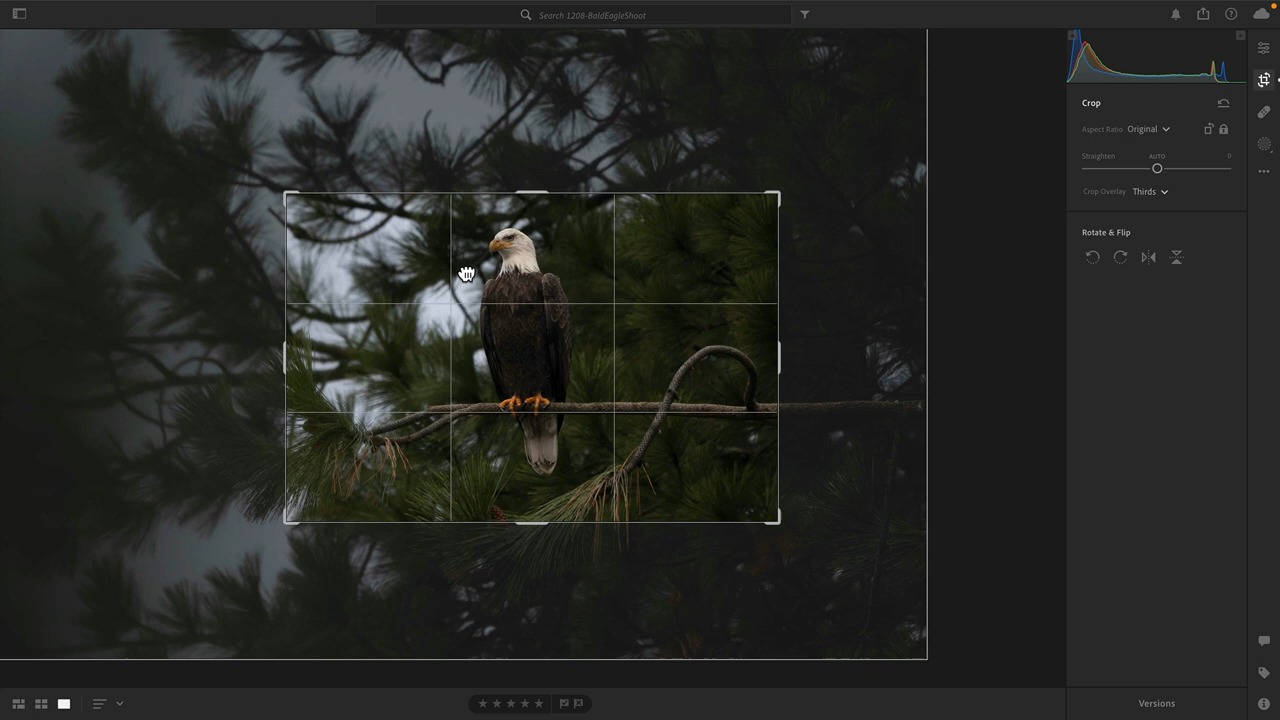 Search 1208-BaldEagleShoot
Crop
Aspect Ratio Original
Straighten AUTO 0
Crop Overlay Thirds
Rotate & Flip
Versions